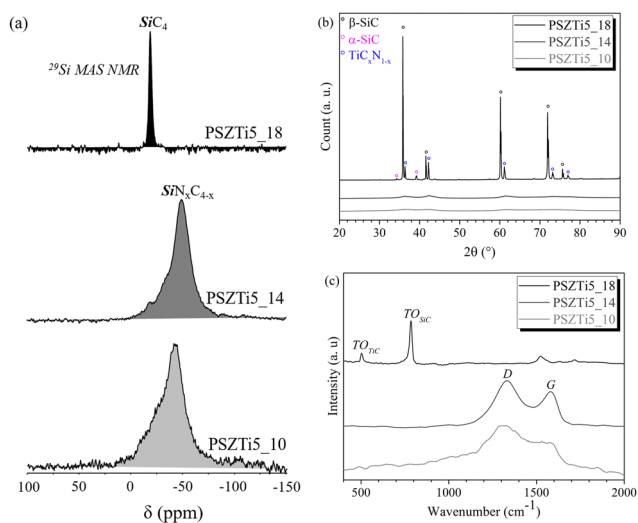 (a)
SiC₄
²⁹Si MAS NMR
PSZTi5_18
SiNₓC₄₋ₓ
PSZTi5_14
PSZTi5_10
100 50 0 -50 -100 -150
δ (ppm)
(b)
β-SiC
α-SiC
TiCₓN₁₋ₓ
PSZTi5_18
PSZTi5_14
PSZTi5_10
Count (a. u.)
20 30 40 50 60 70 80 90
2θ (°)
(c)
PSZTi5_18
PSZTi5_14
PSZTi5_10
TO_TiC
TO_SiC
D
G
Intensity (a. u)
500 1000 1500 2000
Wavenumber (cm⁻¹)